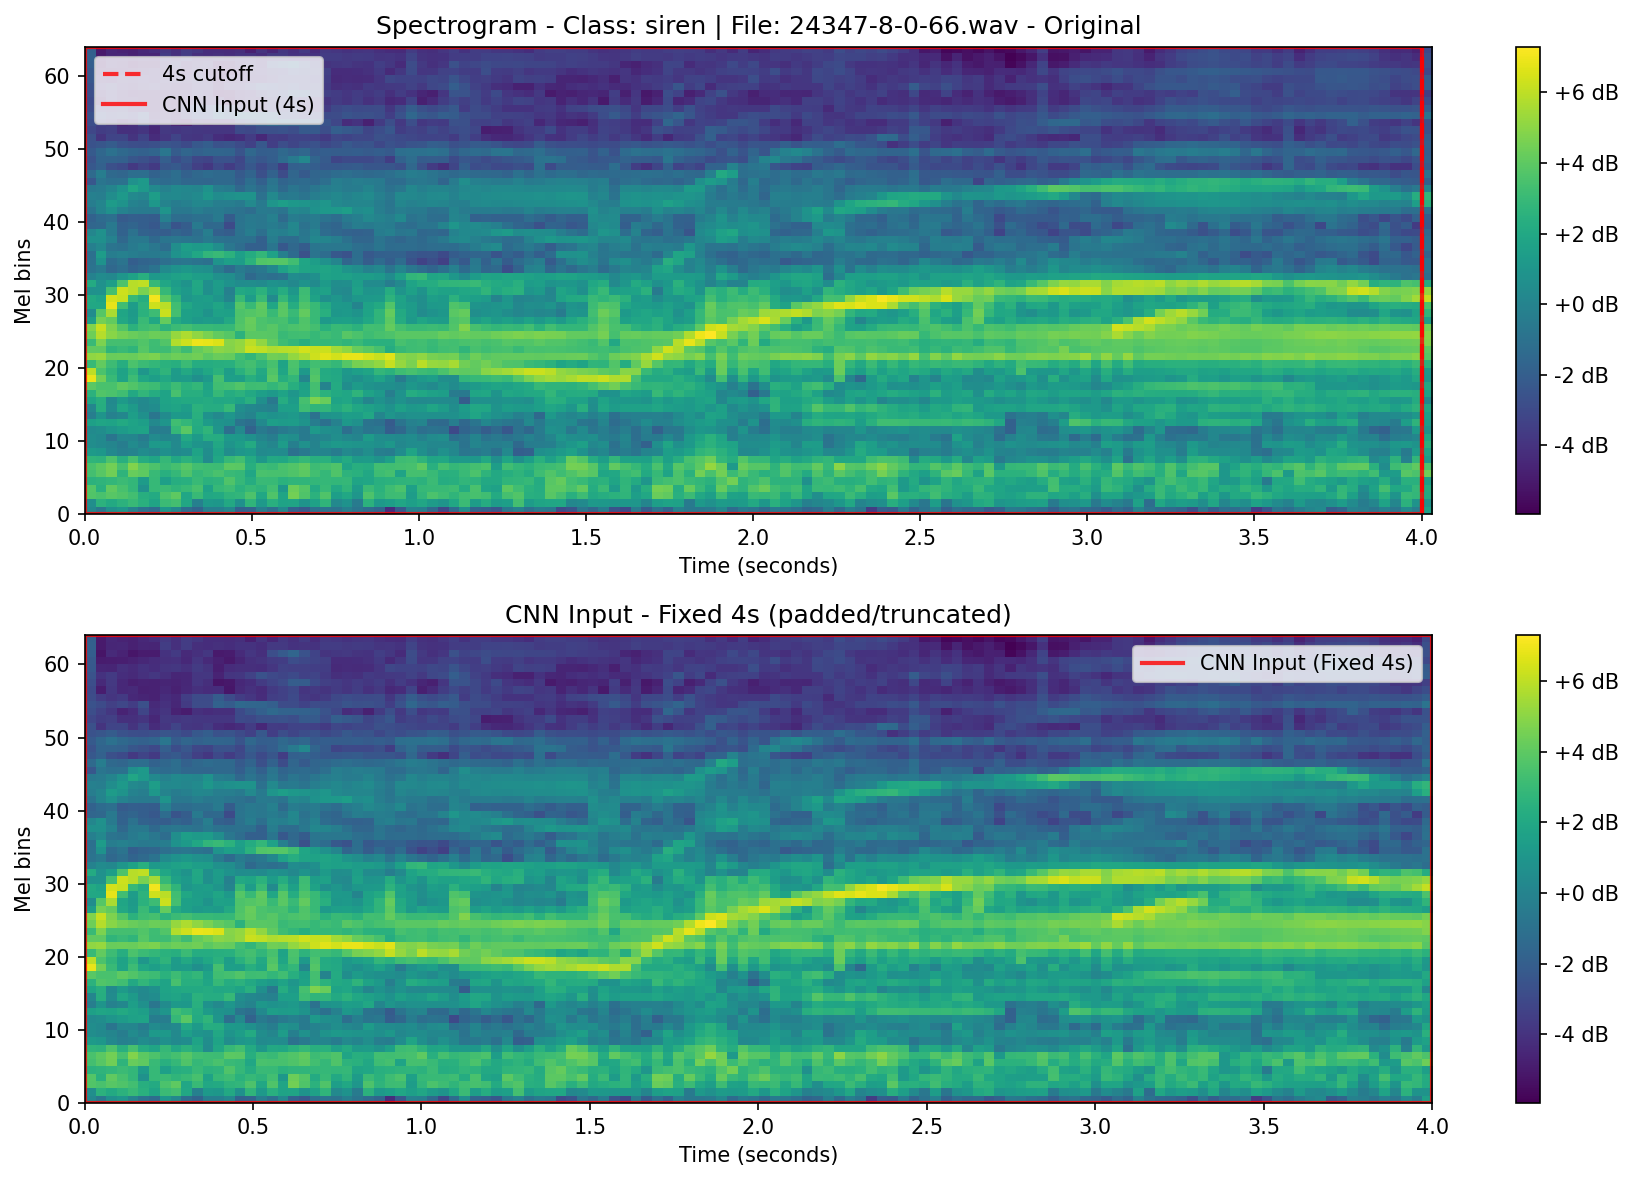 Spectrogram - Class: siren | File: 24347-8-0-66.wav - Original
4s cutoff
CNN Input (4s)
Mel bins
60
50
40
30
20
10
0
0.0 0.5 1.0 1.5 2.0 2.5 3.0 3.5 4.0
Time (seconds)
+6 dB
+4 dB
+2 dB
+0 dB
-2 dB
-4 dB
CNN Input - Fixed 4s (padded/truncated)
CNN Input (Fixed 4s)
Mel bins
60
50
40
30
20
10
0
0.0 0.5 1.0 1.5 2.0 2.5 3.0 3.5 4.0
Time (seconds)
+6 dB
+4 dB
+2 dB
+0 dB
-2 dB
-4 dB